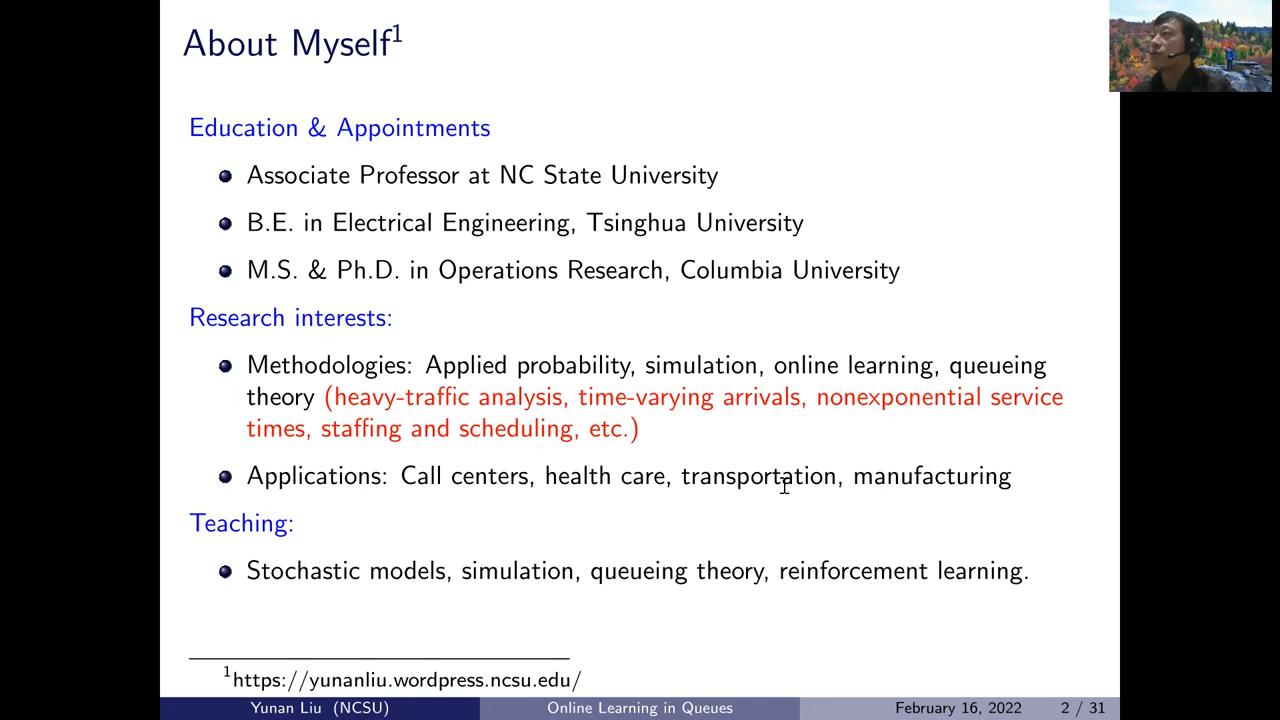 About Myself¹
Education & Appointments
Associate Professor at NC State University
B.E. in Electrical Engineering, Tsinghua University
M.S. & Ph.D. in Operations Research, Columbia University
Research interests:
Methodologies: Applied probability, simulation, online learning, queueing
theory (heavy-traffic analysis, time-varying arrivals, nonexponential service
times, staffing and scheduling, etc.)
Applications: Call centers, health care, transportation, manufacturing
Teaching:
Stochastic models, simulation, queueing theory, reinforcement learning.
¹https://yunanliu.wordpress.ncsu.edu/
Yunan Liu (NCSU) Online Learning in Queues February 16, 2022 2 / 31